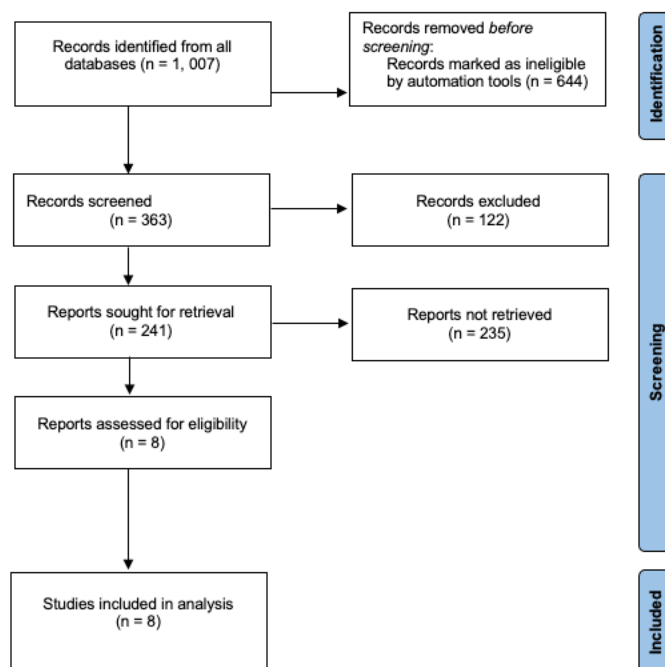 Records identified from all
databases (n = 1, 007)
Records removed before
screening:
Records marked as ineligible
by automation tools (n = 644)
Identification
Records screened
(n = 363)
Records excluded
(n = 122)
Reports sought for retrieval
(n = 241)
Reports not retrieved
(n = 235)
Screening
Reports assessed for eligibility
(n = 8)
Studies included in analysis
(n = 8)
Included